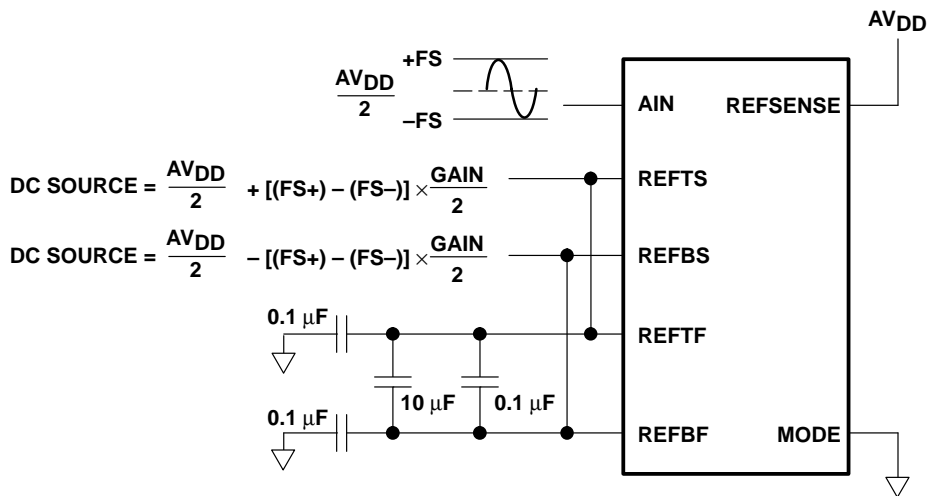 AVDD
+FS
AVDD
2
–FS
AIN
REFSENSE
DC SOURCE = AVDD/2 + [(FS+) – (FS–)] × GAIN/2
REFTS
DC SOURCE = AVDD/2 – [(FS+) – (FS–)] × GAIN/2
REFBS
0.1 μF
REFTF
10 μF
0.1 μF
0.1 μF
REFBF
MODE